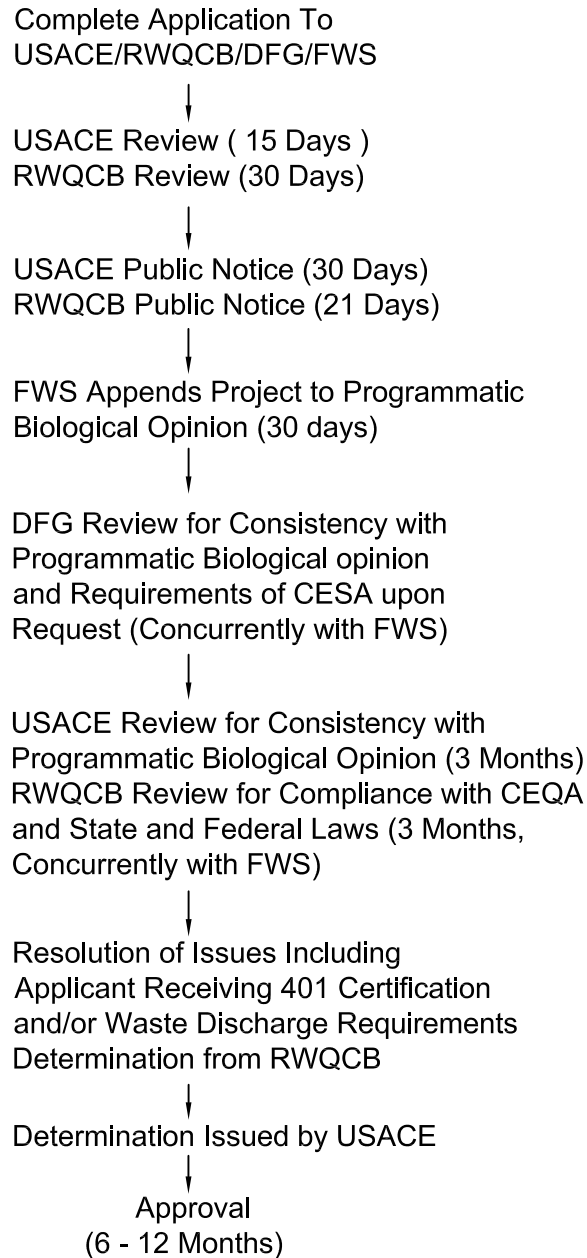 Complete Application To
USACE/RWQCB/DFG/FWS
USACE Review ( 15 Days )
RWQCB Review (30 Days)
USACE Public Notice (30 Days)
RWQCB Public Notice (21 Days)
FWS Appends Project to Programmatic
Biological Opinion (30 days)
DFG Review for Consistency with
Programmatic Biological opinion
and Requirements of CESA upon
Request (Concurrently with FWS)
USACE Review for Consistency with
Programmatic Biological Opinion (3 Months)
RWQCB Review for Compliance with CEQA
and State and Federal Laws (3 Months,
Concurrently with FWS)
Resolution of Issues Including
Applicant Receiving 401 Certification
and/or Waste Discharge Requirements
Determination from RWQCB
Determination Issued by USACE
Approval
(6 - 12 Months)